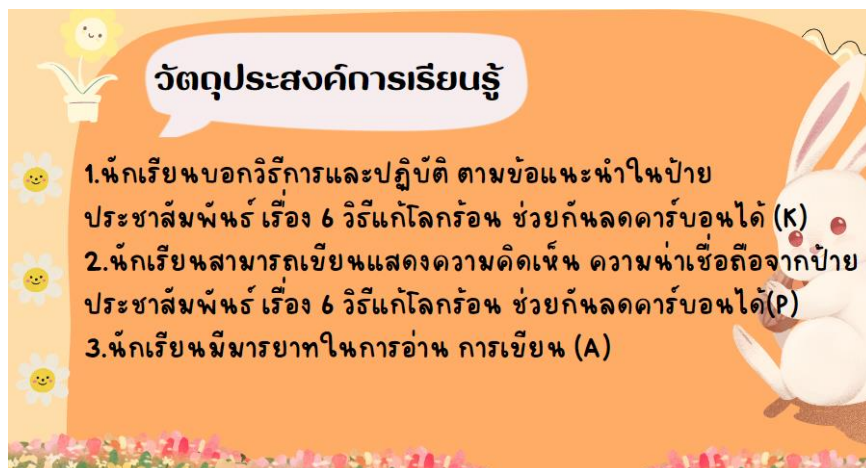 วัตถุประสงค์การเรียนรู้
1.นักเรียนบอกวิธีการและปฏิบัติ ตามข้อแนะนำในป้าย
ประชาสัมพันธ์ เรื่อง 6 วิธีแก้โลกร้อน ช่วยกันลดคาร์บอนได้ (K)
2.นักเรียนสามารถเขียนแสดงความคิดเห็น ความน่าเชื่อถือจากป้าย
ประชาสัมพันธ์ เรื่อง 6 วิธีแก้โลกร้อน ช่วยกันลดคาร์บอนได้(P)
3.นักเรียนมีมารยาทในการอ่าน การเขียน (A)